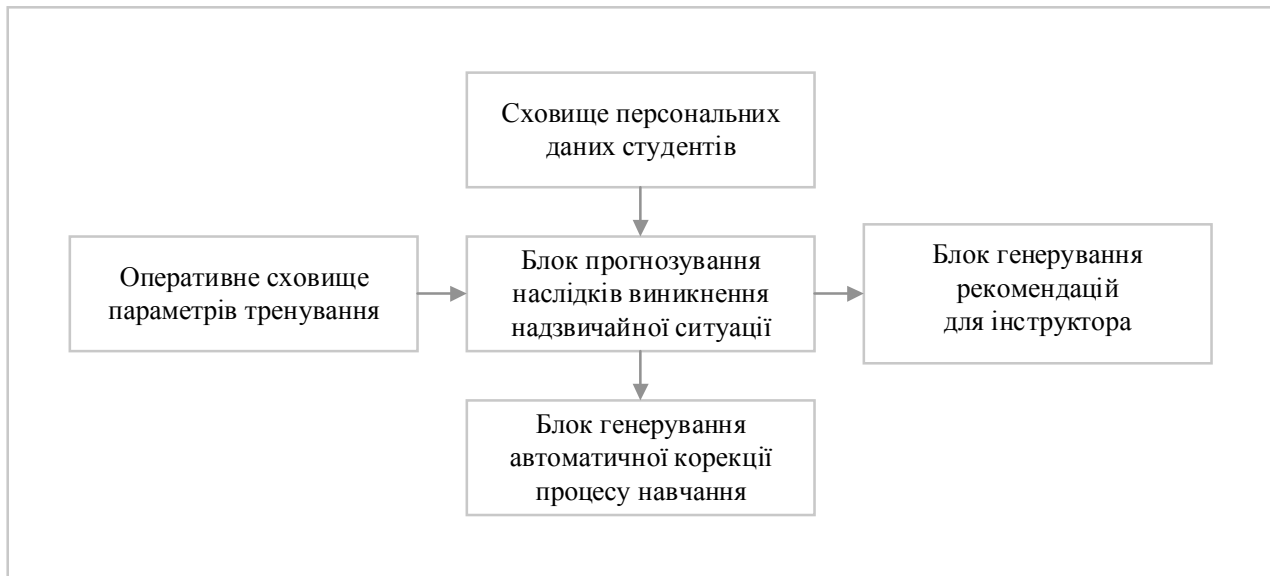 Сховище персональних
даних студентів
Оперативне сховище
параметрів тренування
Блок прогнозування
наслідків виникнення
надзвичайної ситуації
Блок генерування
рекомендацій
для інструктора
Блок генерування
автоматичної корекції
процесу навчання